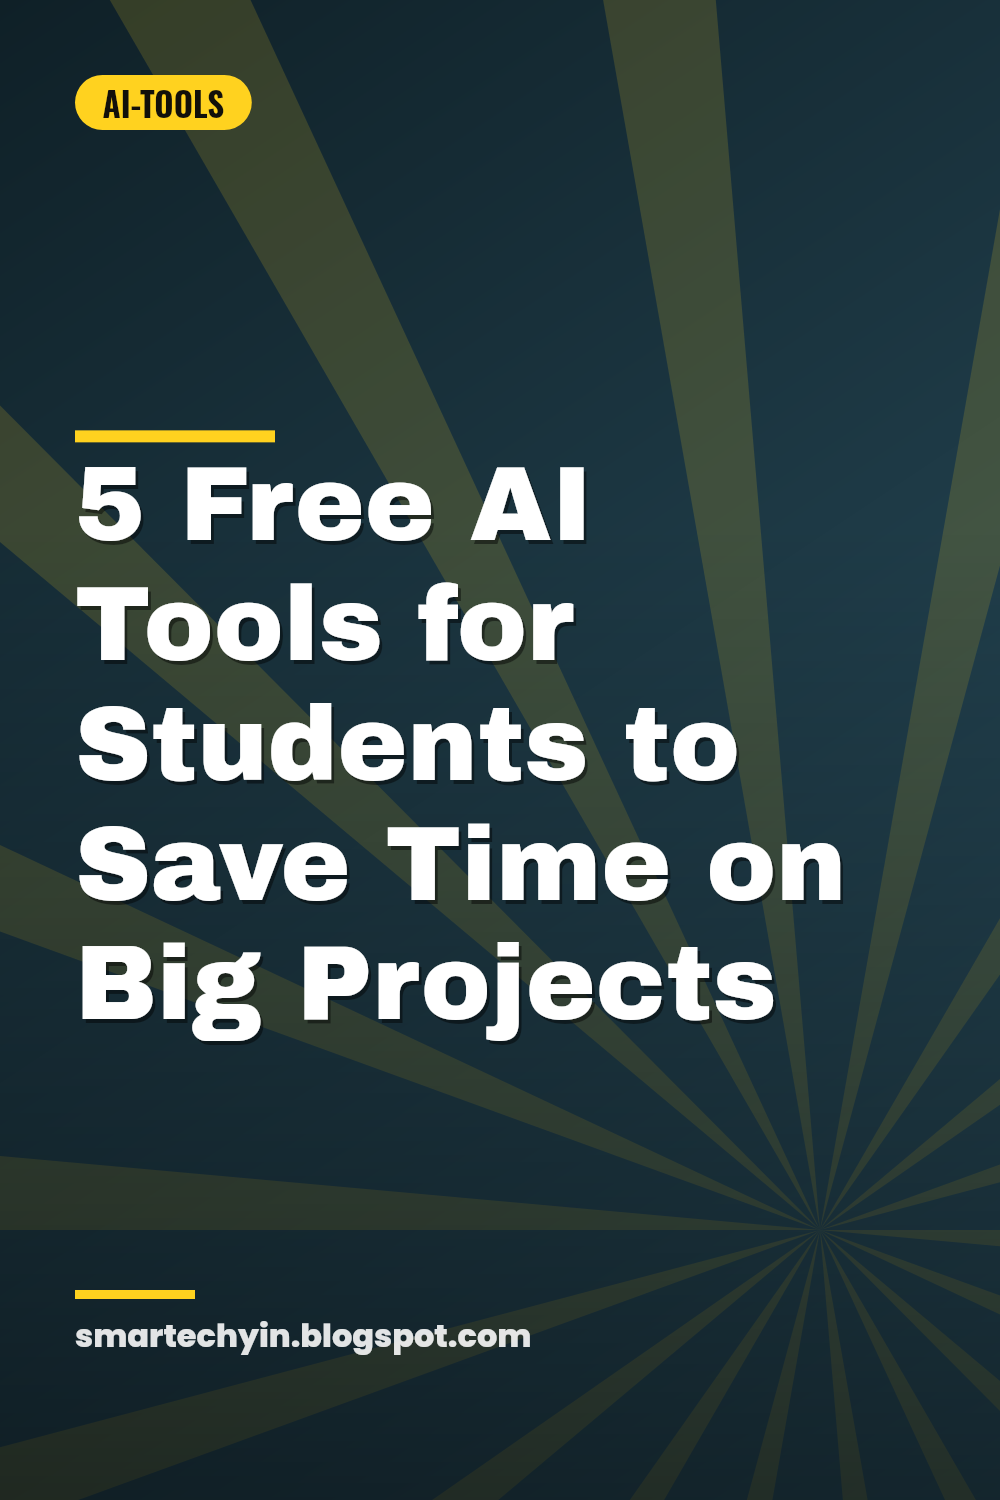 AI-TOOLS
5 Free AI
Tools for
Students to
Save Time on
Big Projects
smartechyin.blogspot.com